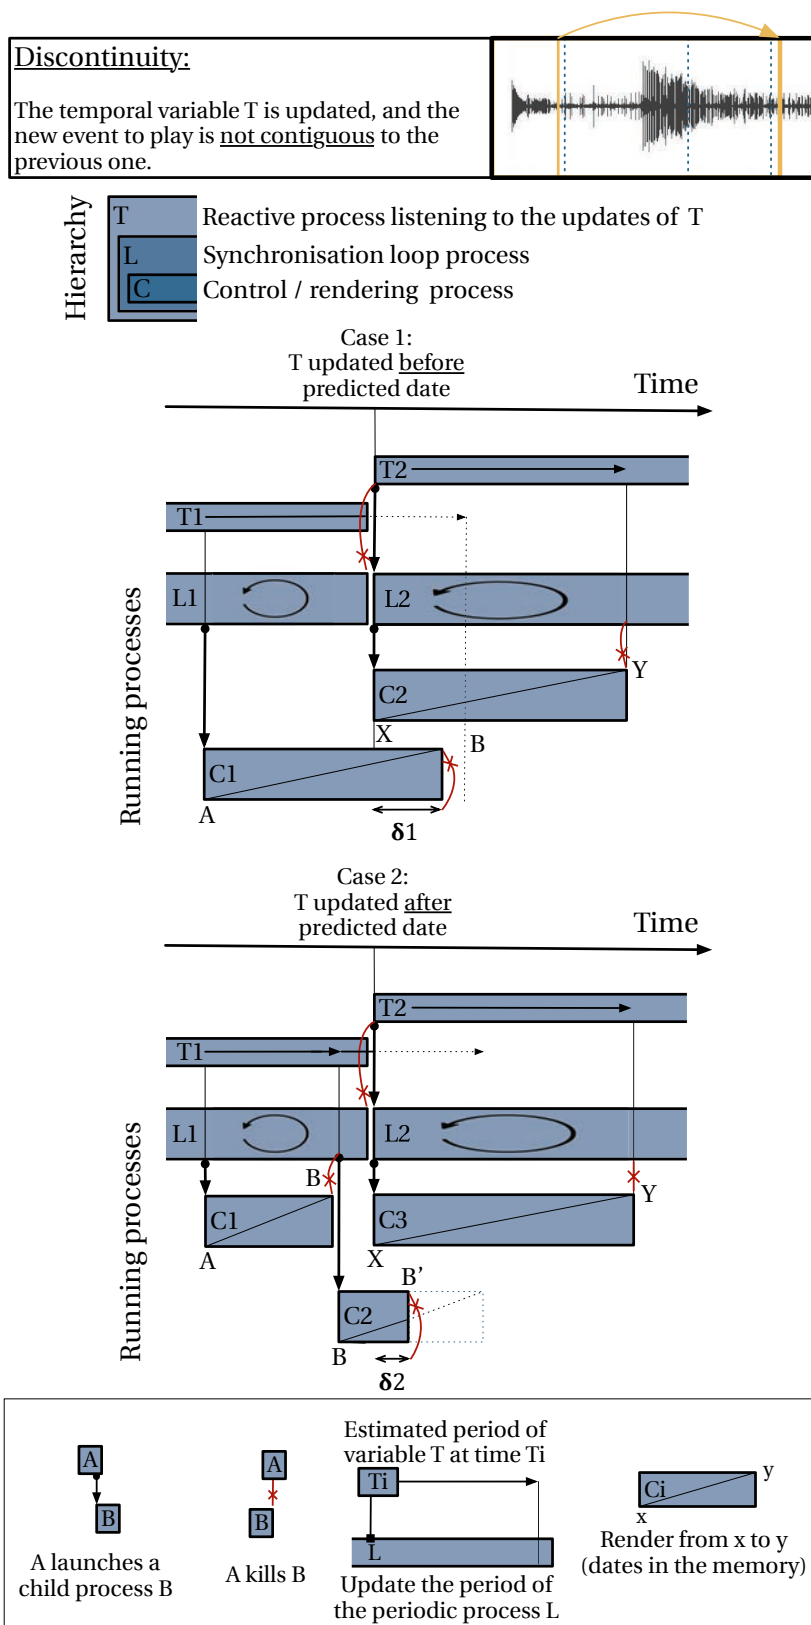 Discontinuity:
The temporal variable T is updated, and the
new event to play is not contiguous to the
previous one.
Hierarchy
T
Reactive process listening to the updates of T
L
Synchronisation loop process
C
Control / rendering process
Case 1:
T updated before
predicted date
Time
T2
T1
Running processes
L1
L2
C2
Y
X
B
C1
A
δ1
Case 2:
T updated after
predicted date
Time
T2
T1
Running processes
L1
L2
B
C1
C3
Y
A
X
B'
C2
B
δ2
A
B
A launches a
child process B
A
B
A kills B
Estimated period of
variable T at time Ti
Ti
L
Update the period of
the periodic process L
y
Ci
x
Render from x to y
(dates in the memory)